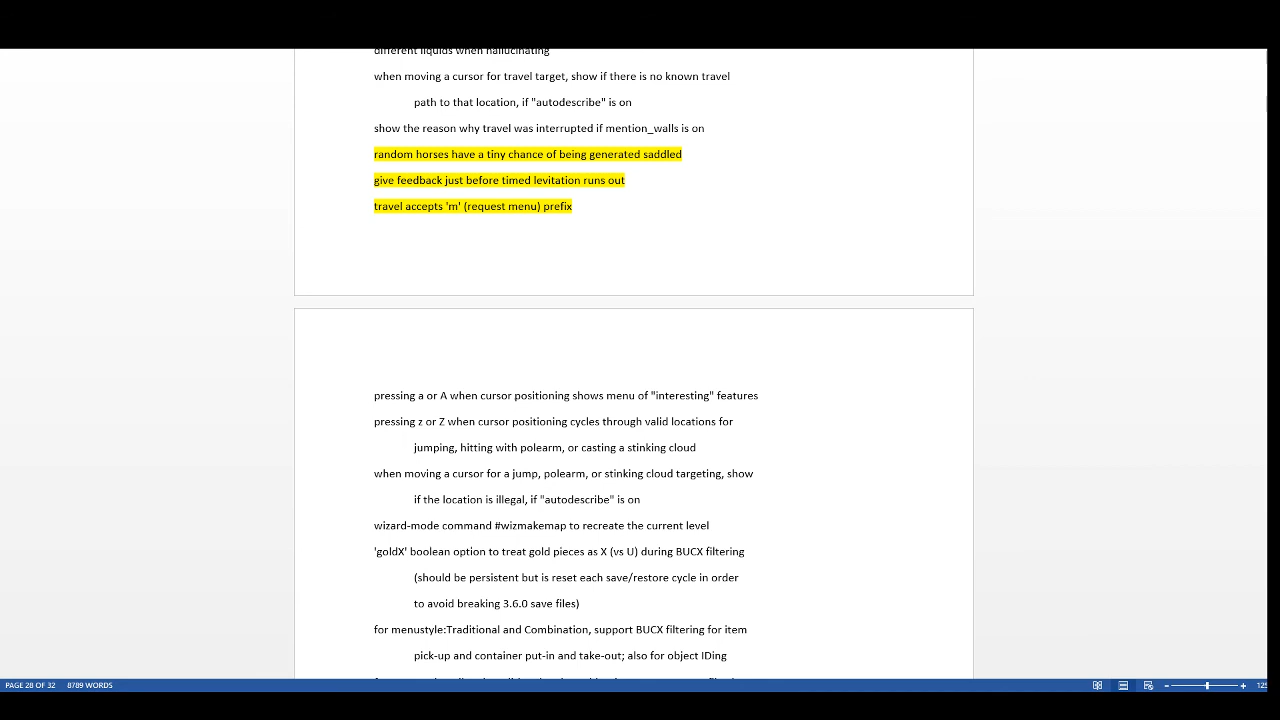 different liquids when hallucinating
when moving a cursor for travel target, show if there is no known travel
path to that location, if "autodescribe" is on
show the reason why travel was interrupted if mention_walls is on
random horses have a tiny chance of being generated saddled
give feedback just before timed levitation runs out
travel accepts 'm' (request menu) prefix
pressing a or A when cursor positioning shows menu of "interesting" features
pressing z or Z when cursor positioning cycles through valid locations for
jumping, hitting with polearm, or casting a stinking cloud
when moving a cursor for a jump, polearm, or stinking cloud targeting, show
if the location is illegal, if "autodescribe" is on
wizard-mode command #wizmakemap to recreate the current level
'goldX' boolean option to treat gold pieces as X (vs U) during BUCX filtering
(should be persistent but is reset each save/restore cycle in order
to avoid breaking 3.6.0 save files)
for menustyle:Traditional and Combination, support BUCX filtering for item
pick-up and container put-in and take-out; also for object IDing
PAGE 28 OF 32 8789 WORDS